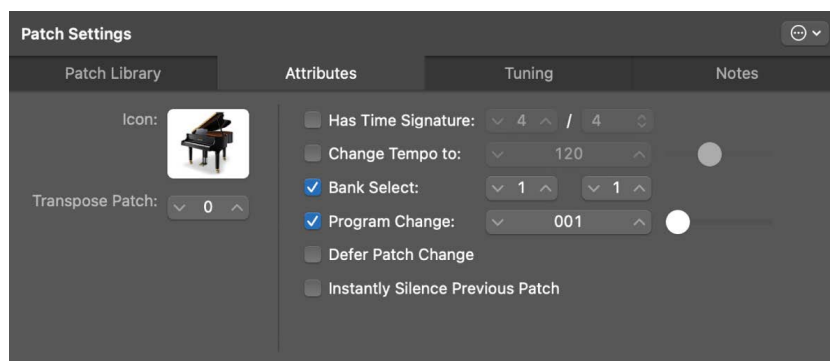 Patch Settings
Patch Library Attributes Tuning Notes
Icon:
Transpose Patch: 0
Has Time Signature: 4 / 4
Change Tempo to: 120
Bank Select: 1 1
Program Change: 001
Defer Patch Change
Instantly Silence Previous Patch